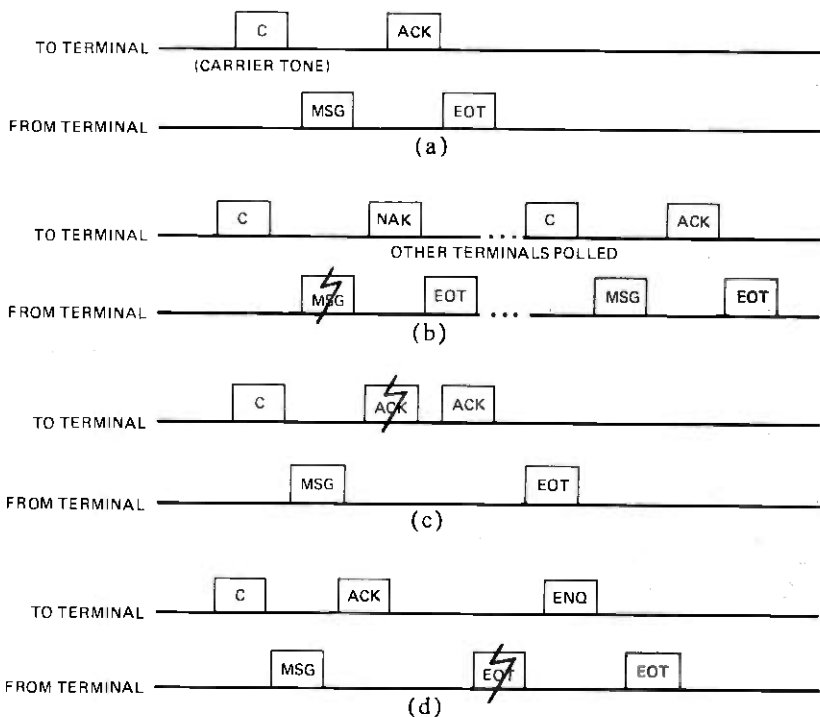 C ACK
TO TERMINAL
(CARRIER TONE)
MSG EOT
FROM TERMINAL
(a)
C NAK ... C ACK
TO TERMINAL
OTHER TERMINALS POLLED
MSG EOT ... MSG EOT
FROM TERMINAL
(b)
C ACK ACK
TO TERMINAL
MSG EOT
FROM TERMINAL
(c)
C ACK ENQ
TO TERMINAL
MSG EOT EOT
FROM TERMINAL
(d)